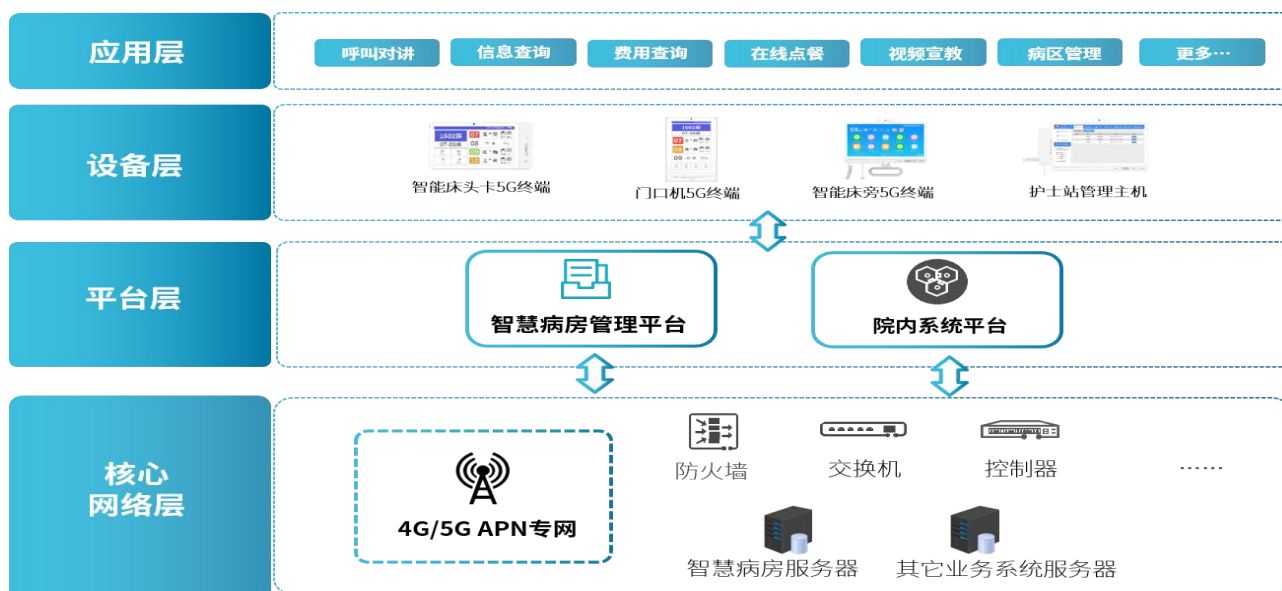 应用层
呼叫对讲
信息查询
费用查询
在线点餐
视频宣教
病区管理
更多…
设备层
智能床头卡5G终端
门口机5G终端
智能床旁5G终端
护士站管理主机
平台层
智慧病房管理平台
院内系统平台
核心
网络层
4G/5G APN专网
防火墙
交换机
控制器
……
智慧病房服务器
其它业务系统服务器